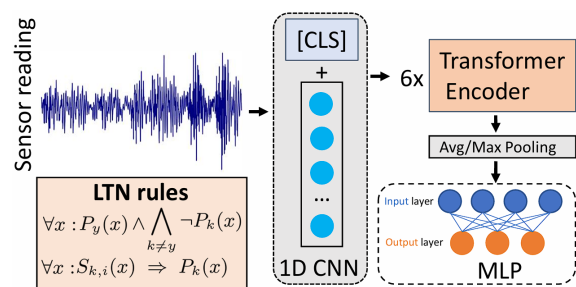 Sensor reading
LTN rules
∀x : P_y(x) ∧ ⋀_{k≠y} ¬P_k(x)
∀x : S_{k,i}(x) ⇒ P_k(x)
[CLS]
+
...
1D CNN
6x
Transformer
Encoder
Avg/Max Pooling
Input layer
Output layer
MLP